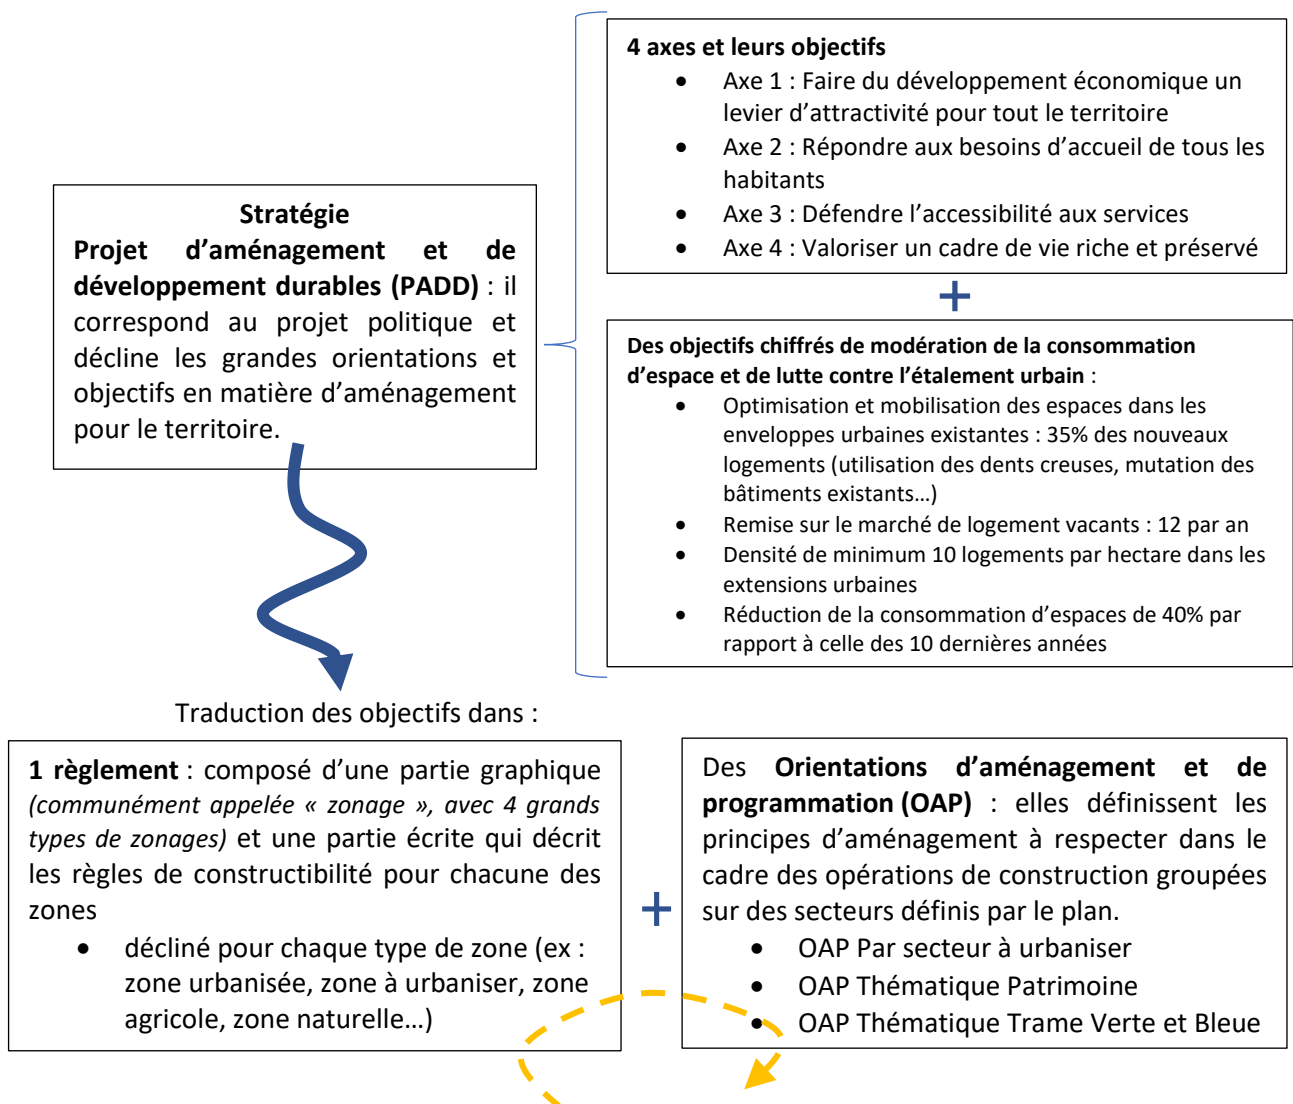 Stratégie
Projet d’aménagement et de
développement durables (PADD) : il
correspond au projet politique et
décline les grandes orientations et
objectifs en matière d’aménagement
pour le territoire.
4 axes et leurs objectifs
• Axe 1 : Faire du développement économique un
levier d’attractivité pour tout le territoire
• Axe 2 : Répondre aux besoins d’accueil de tous les
habitants
• Axe 3 : Défendre l’accessibilité aux services
• Axe 4 : Valoriser un cadre de vie riche et préservé
+
Des objectifs chiffrés de modération de la consommation
d’espace et de lutte contre l’étalement urbain :
• Optimisation et mobilisation des espaces dans les
enveloppes urbaines existantes : 35% des nouveaux
logements (utilisation des dents creuses, mutation des
bâtiments existants…)
• Remise sur le marché de logement vacants : 12 par an
• Densité de minimum 10 logements par hectare dans les
extensions urbaines
• Réduction de la consommation d’espaces de 40% par
rapport à celle des 10 dernières années
Traduction des objectifs dans :
1 règlement : composé d’une partie graphique
(communément appelée « zonage », avec 4 grands
types de zonages) et une partie écrite qui décrit
les règles de constructibilité pour chacune des
zones
• décliné pour chaque type de zone (ex :
zone urbanisée, zone à urbaniser, zone
agricole, zone naturelle…)
+
Des Orientations d’aménagement et de
programmation (OAP) : elles définissent les
principes d’aménagement à respecter dans le
cadre des opérations de construction groupées
sur des secteurs définis par le plan.
• OAP Par secteur à urbaniser
• OAP Thématique Patrimoine
• OAP Thématique Trame Verte et Bleue